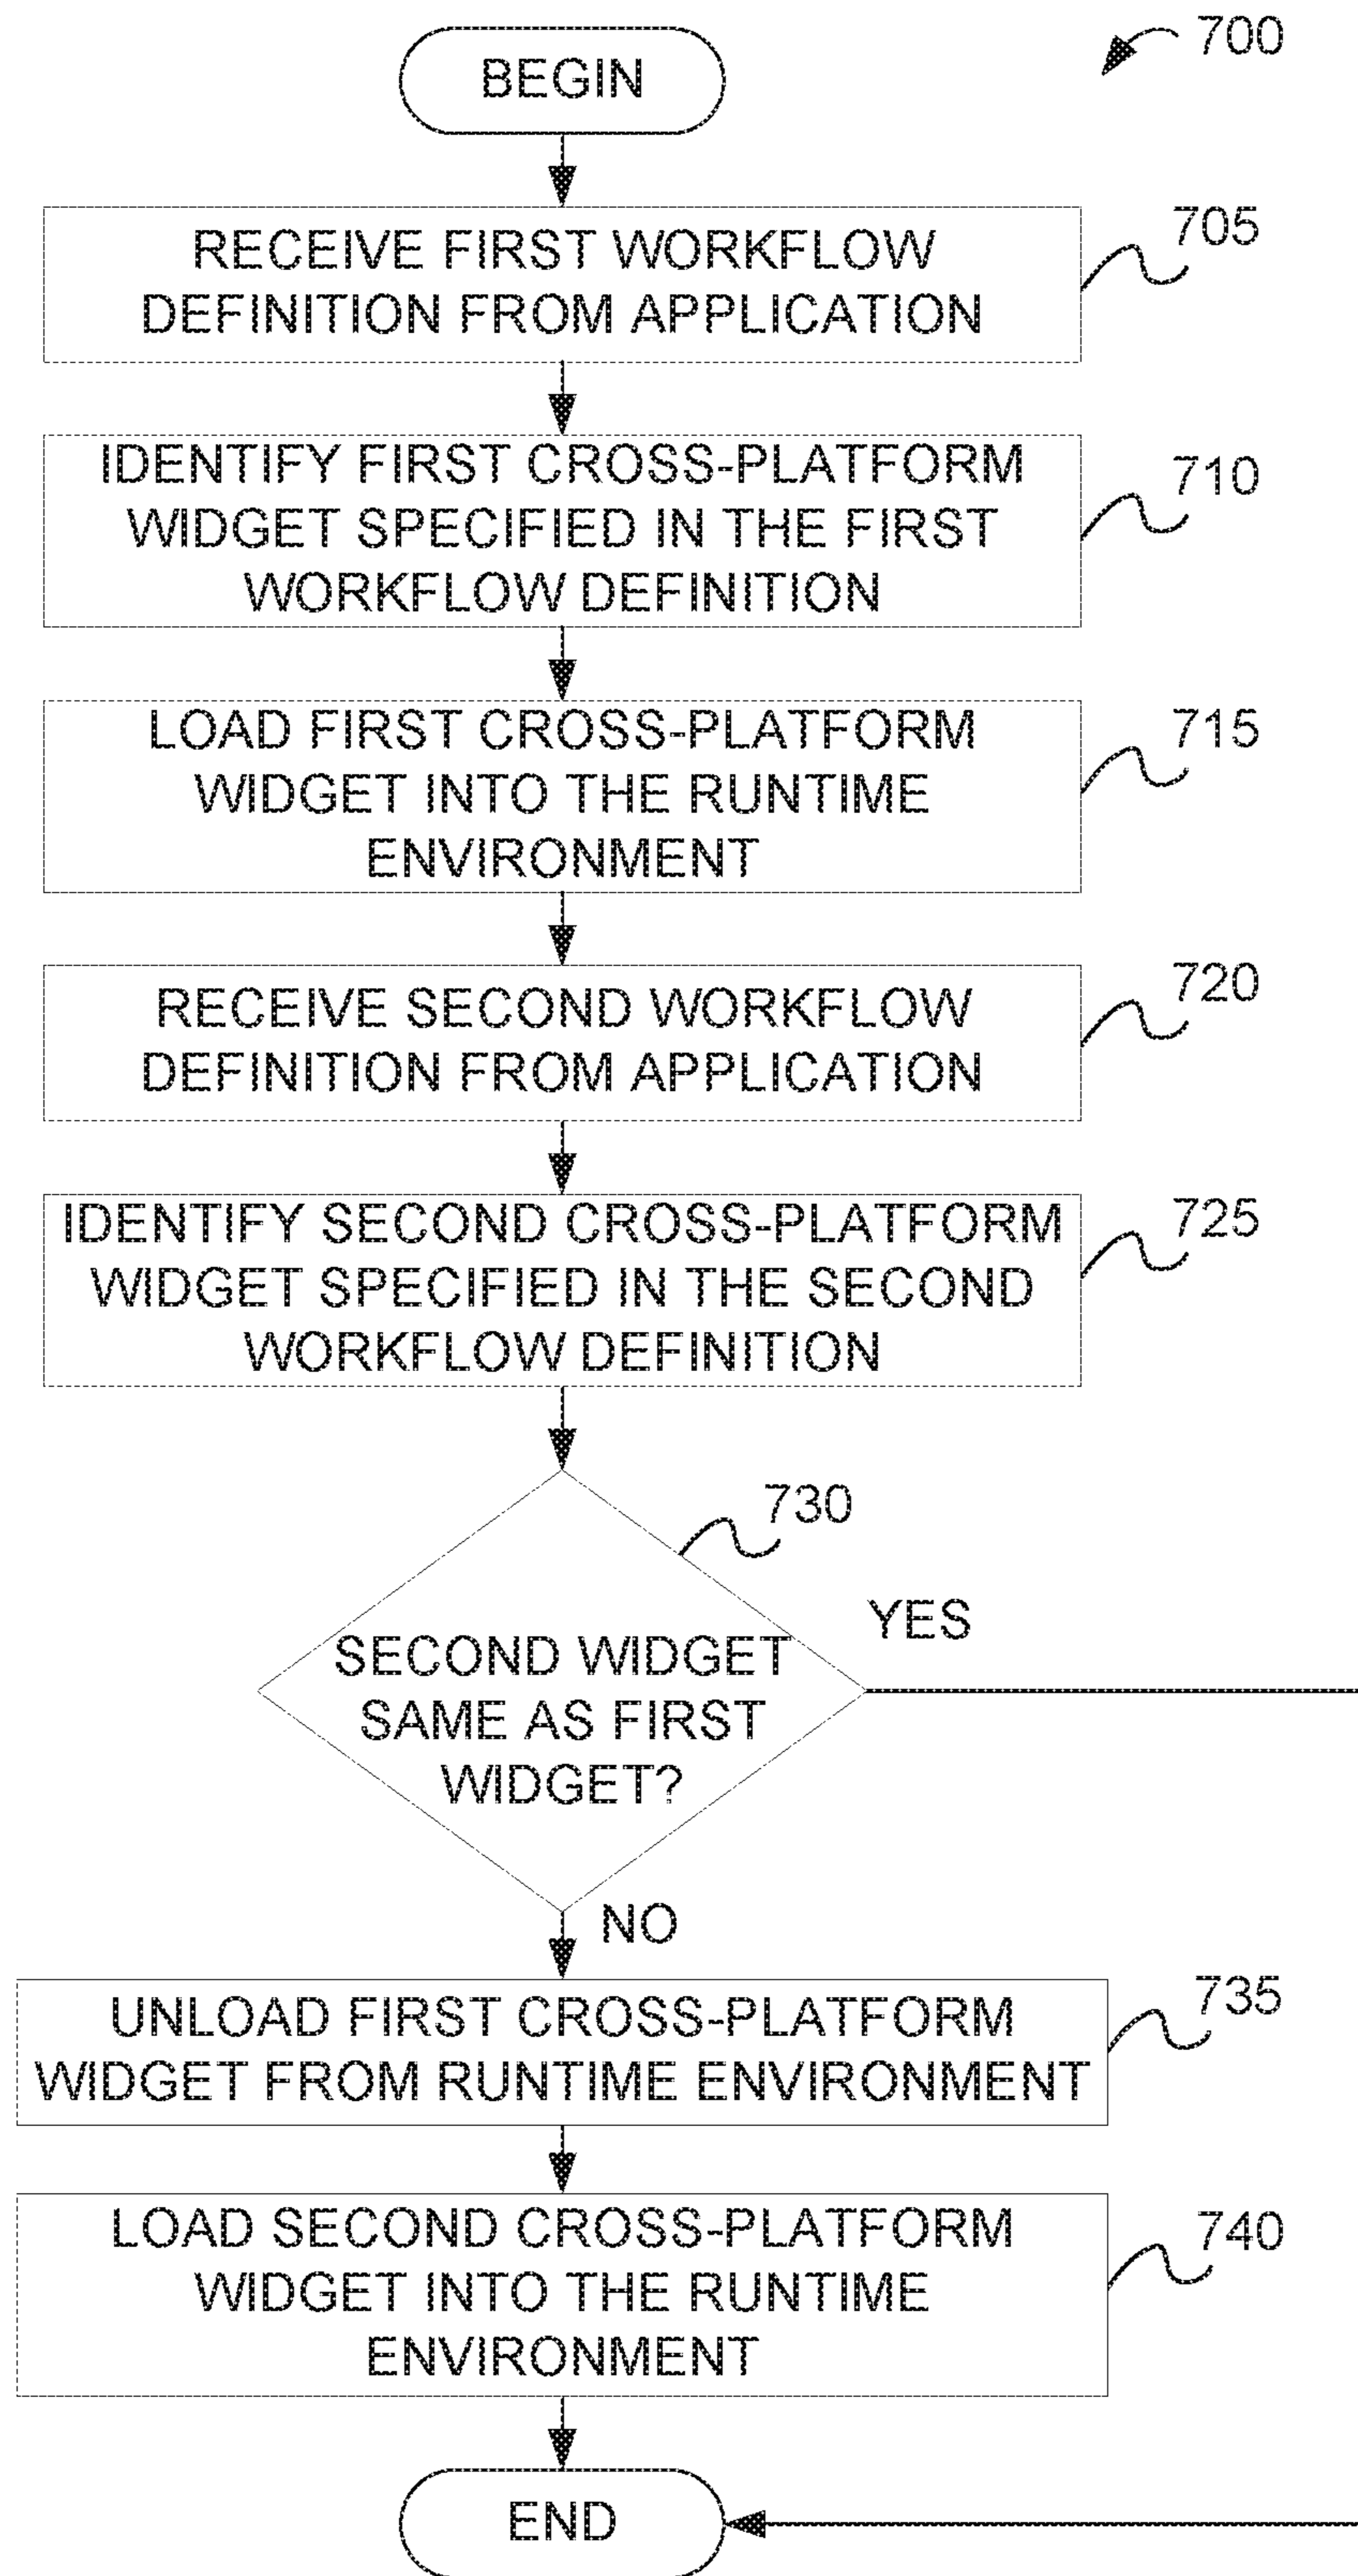 BEGIN
700
RECEIVE FIRST WORKFLOW
DEFINITION FROM APPLICATION
705
IDENTIFY FIRST CROSS-PLATFORM
WIDGET SPECIFIED IN THE FIRST
WORKFLOW DEFINITION
710
LOAD FIRST CROSS-PLATFORM
WIDGET INTO THE RUNTIME
ENVIRONMENT
715
RECEIVE SECOND WORKFLOW
DEFINITION FROM APPLICATION
720
IDENTIFY SECOND CROSS-PLATFORM
WIDGET SPECIFIED IN THE SECOND
WORKFLOW DEFINITION
725
730
SECOND WIDGET
SAME AS FIRST
WIDGET?
YES
NO
UNLOAD FIRST CROSS-PLATFORM
WIDGET FROM RUNTIME ENVIRONMENT
735
LOAD SECOND CROSS-PLATFORM
WIDGET INTO THE RUNTIME
ENVIRONMENT
740
END